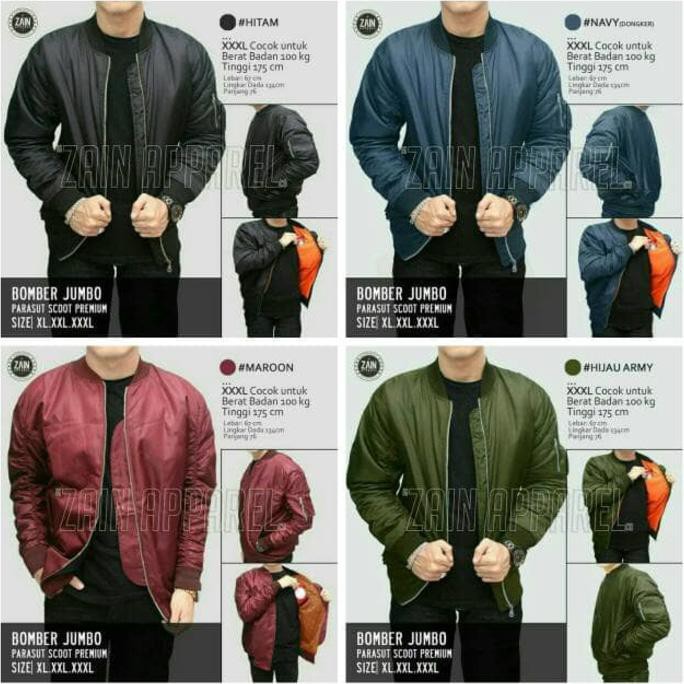 ZAIN
#HITAM
...
XXXL Cocok untuk
Berat Badan 100 kg
Tinggi 175 cm
Lebar: 67 cm
Lingkar Dada 134cm
Panjang 76
ZAIN APPAREL
BOMBER JUMBO
PARASUT SCOOT PREMIUM
SIZE| XL.XXL.XXXL
ZAIN
#NAVY(DONGKER)
...
XXXL Cocok untuk
Berat Badan 100 kg
Tinggi 175 cm
Lebar: 67 cm
Lingkar Dada 134cm
Panjang 76
ZAIN APPAREL
BOMBER JUMBO
PARASUT SCOOT PREMIUM
SIZE| XL.XXL.XXXL
ZAIN
#MAROON
...
XXXL Cocok untuk
Berat Badan 100 kg
Tinggi 175 cm
Lebar: 67 cm
Lingkar Dada 134cm
Panjang 76
ZAIN APPAREL
BOMBER JUMBO
PARASUT SCOOT PREMIUM
SIZE| XL.XXL.XXXL
ZAIN
#HIJAU ARMY
...
XXXL Cocok untuk
Berat Badan 100 kg
Tinggi 175 cm
Lebar: 67 cm
Lingkar Dada 134cm
Panjang 76
ZAIN APPAREL
BOMBER JUMBO
PARASUT SCOOT PREMIUM
SIZE| XL.XXL.XXXL